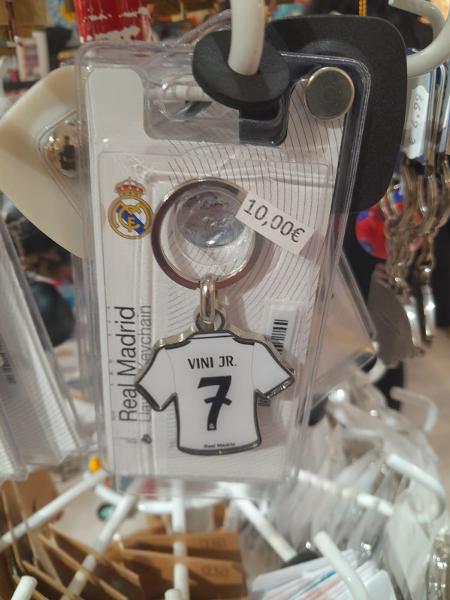 10,00€
Real Madrid
Keychain
VINI JR.
7
Real Madrid